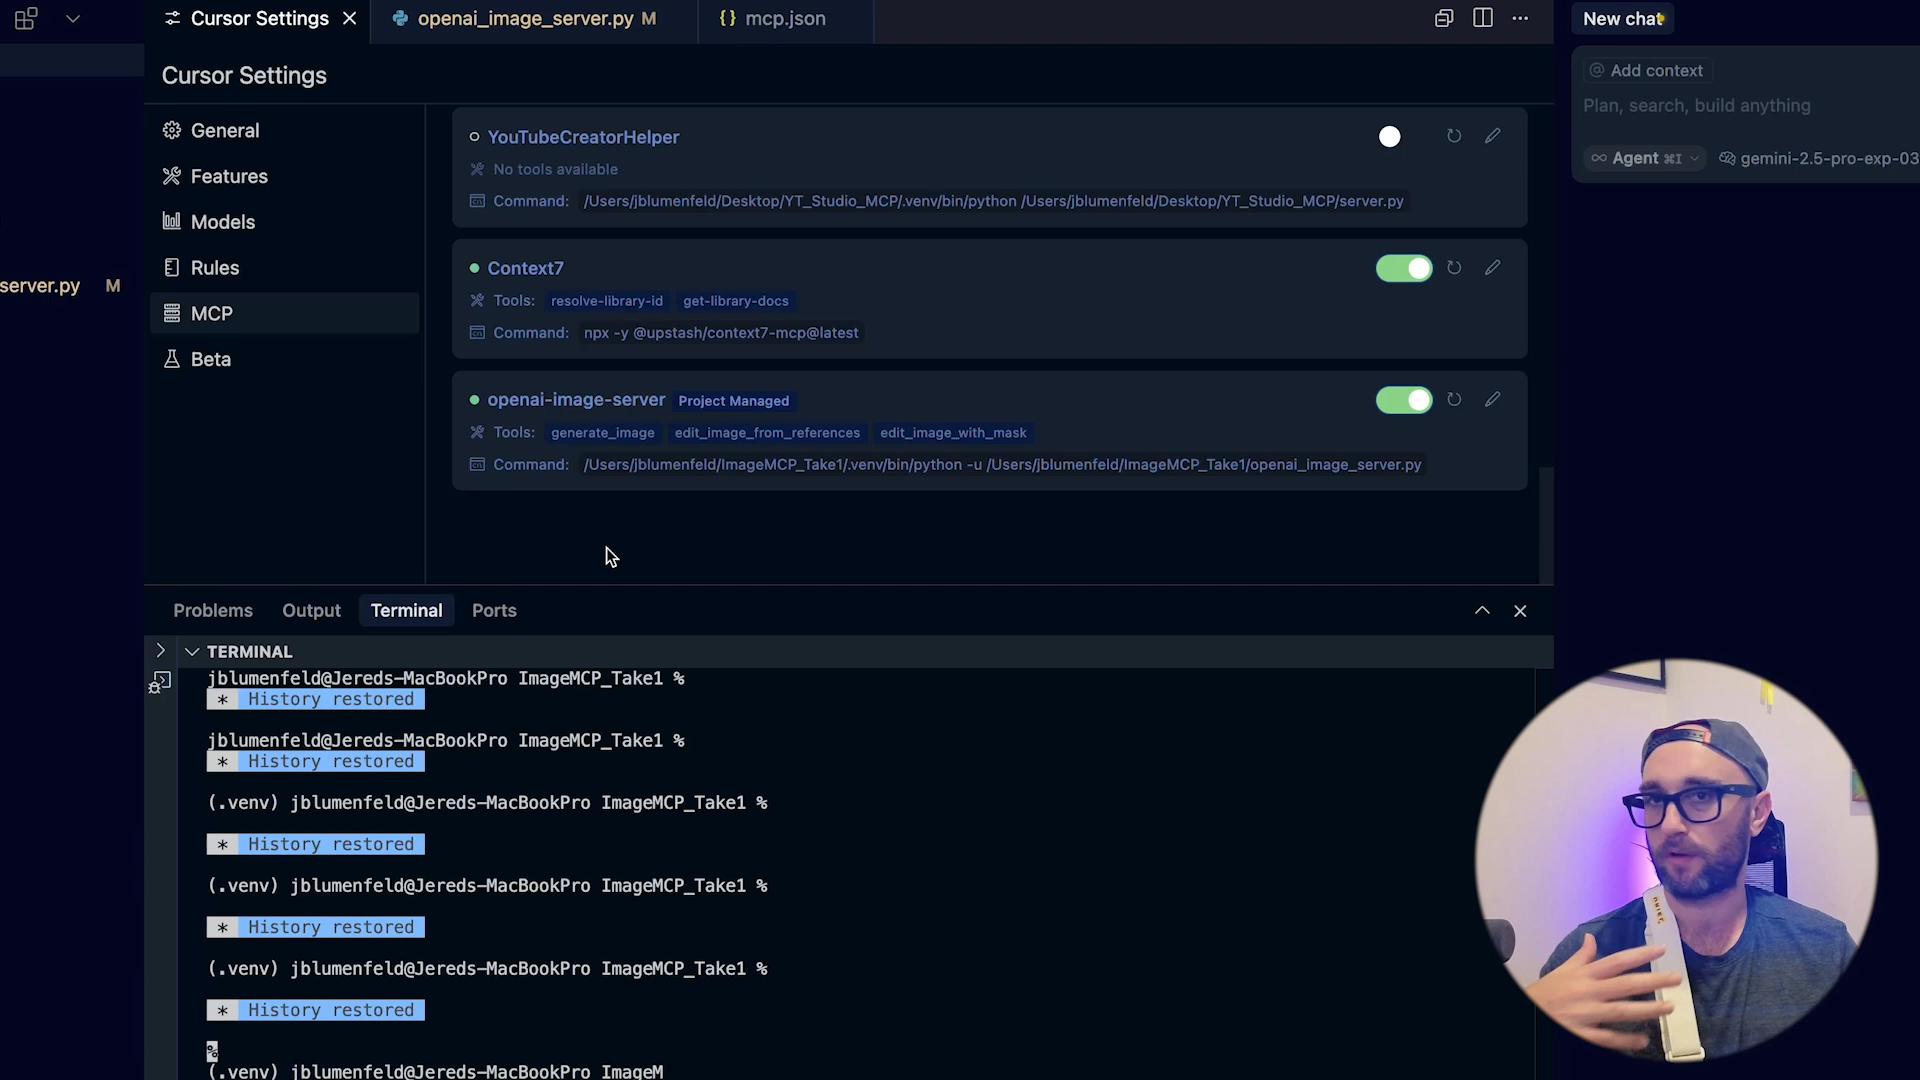 Cursor Settings
openai_image_server.py M
{} mcp.json
New chat
Cursor Settings
@ Add context
Plan, search, build anything
∞ Agent ⌘I
gemini-2.5-pro-exp-03
General
Features
Models
Rules
MCP
Beta
server.py M
YouTubeCreatorHelper
No tools available
Command: /Users/jblumenfeld/Desktop/YT_Studio_MCP/.venv/bin/python /Users/jblumenfeld/Desktop/YT_Studio_MCP/server.py
Context7
Tools: resolve-library-id get-library-docs
Command: npx -y @upstash/context7-mcp@latest
openai-image-server Project Managed
Tools: generate_image edit_image_from_references edit_image_with_mask
Command: /Users/jblumenfeld/ImageMCP_Take1/.venv/bin/python -u /Users/jblumenfeld/ImageMCP_Take1/openai_image_server.py
Problems Output Terminal Ports
TERMINAL
jblumenfeld@Jereds-MacBookPro ImageMCP_Take1 %
* History restored
jblumenfeld@Jereds-MacBookPro ImageMCP_Take1 %
* History restored
(.venv) jblumenfeld@Jereds-MacBookPro ImageMCP_Take1 %
* History restored
(.venv) jblumenfeld@Jereds-MacBookPro ImageMCP_Take1 %
* History restored
(.venv) jblumenfeld@Jereds-MacBookPro ImageMCP_Take1 %
* History restored
%
(.venv) jblumenfeld@Jereds-MacBookPro ImageM